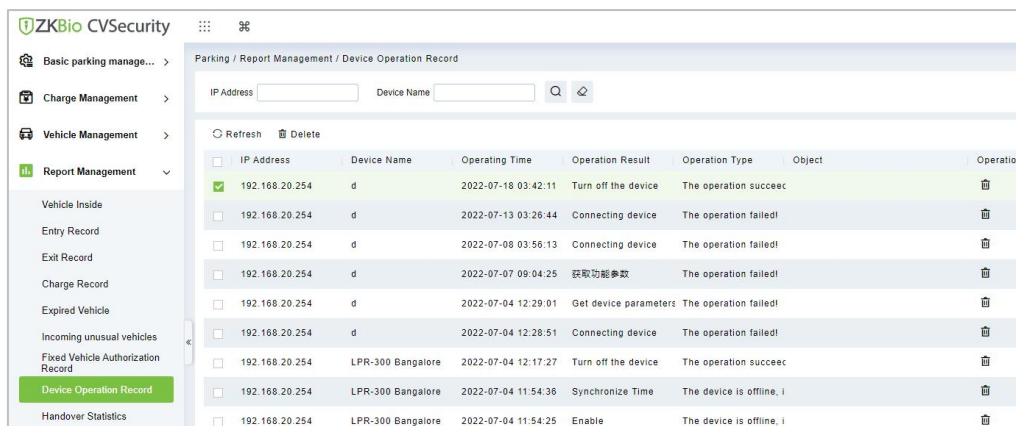 ZKBio CVSecurity
Basic parking manage...
Charge Management
Vehicle Management
Report Management
Vehicle Inside
Entry Record
Exit Record
Charge Record
Expired Vehicle
Incoming unusual vehicles
Fixed Vehicle Authorization
Record
Device Operation Record
Handover Statistics
Parking / Report Management / Device Operation Record
IP Address Device Name
Refresh Delete
IP Address Device Name Operating Time Operation Result Operation Type Object Operatio
192.168.20.254 d 2022-07-18 03:42:11 Turn off the device The operation succeec
192.168.20.254 d 2022-07-13 03:26:44 Connecting device The operation failed!
192.168.20.254 d 2022-07-08 03:56:13 Connecting device The operation failed!
192.168.20.254 d 2022-07-07 09:04:25 获取功能参数 The operation failed!
192.168.20.254 d 2022-07-04 12:29:01 Get device parameters The operation failed!
192.168.20.254 d 2022-07-04 12:28:51 Connecting device The operation failed!
192.168.20.254 LPR-300 Bangalore 2022-07-04 12:17:27 Turn off the device The operation succeec
192.168.20.254 LPR-300 Bangalore 2022-07-04 11:54:36 Synchronize Time The device is offline, i
192.168.20.254 LPR-300 Bangalore 2022-07-04 11:54:25 Enable The device is offline, i